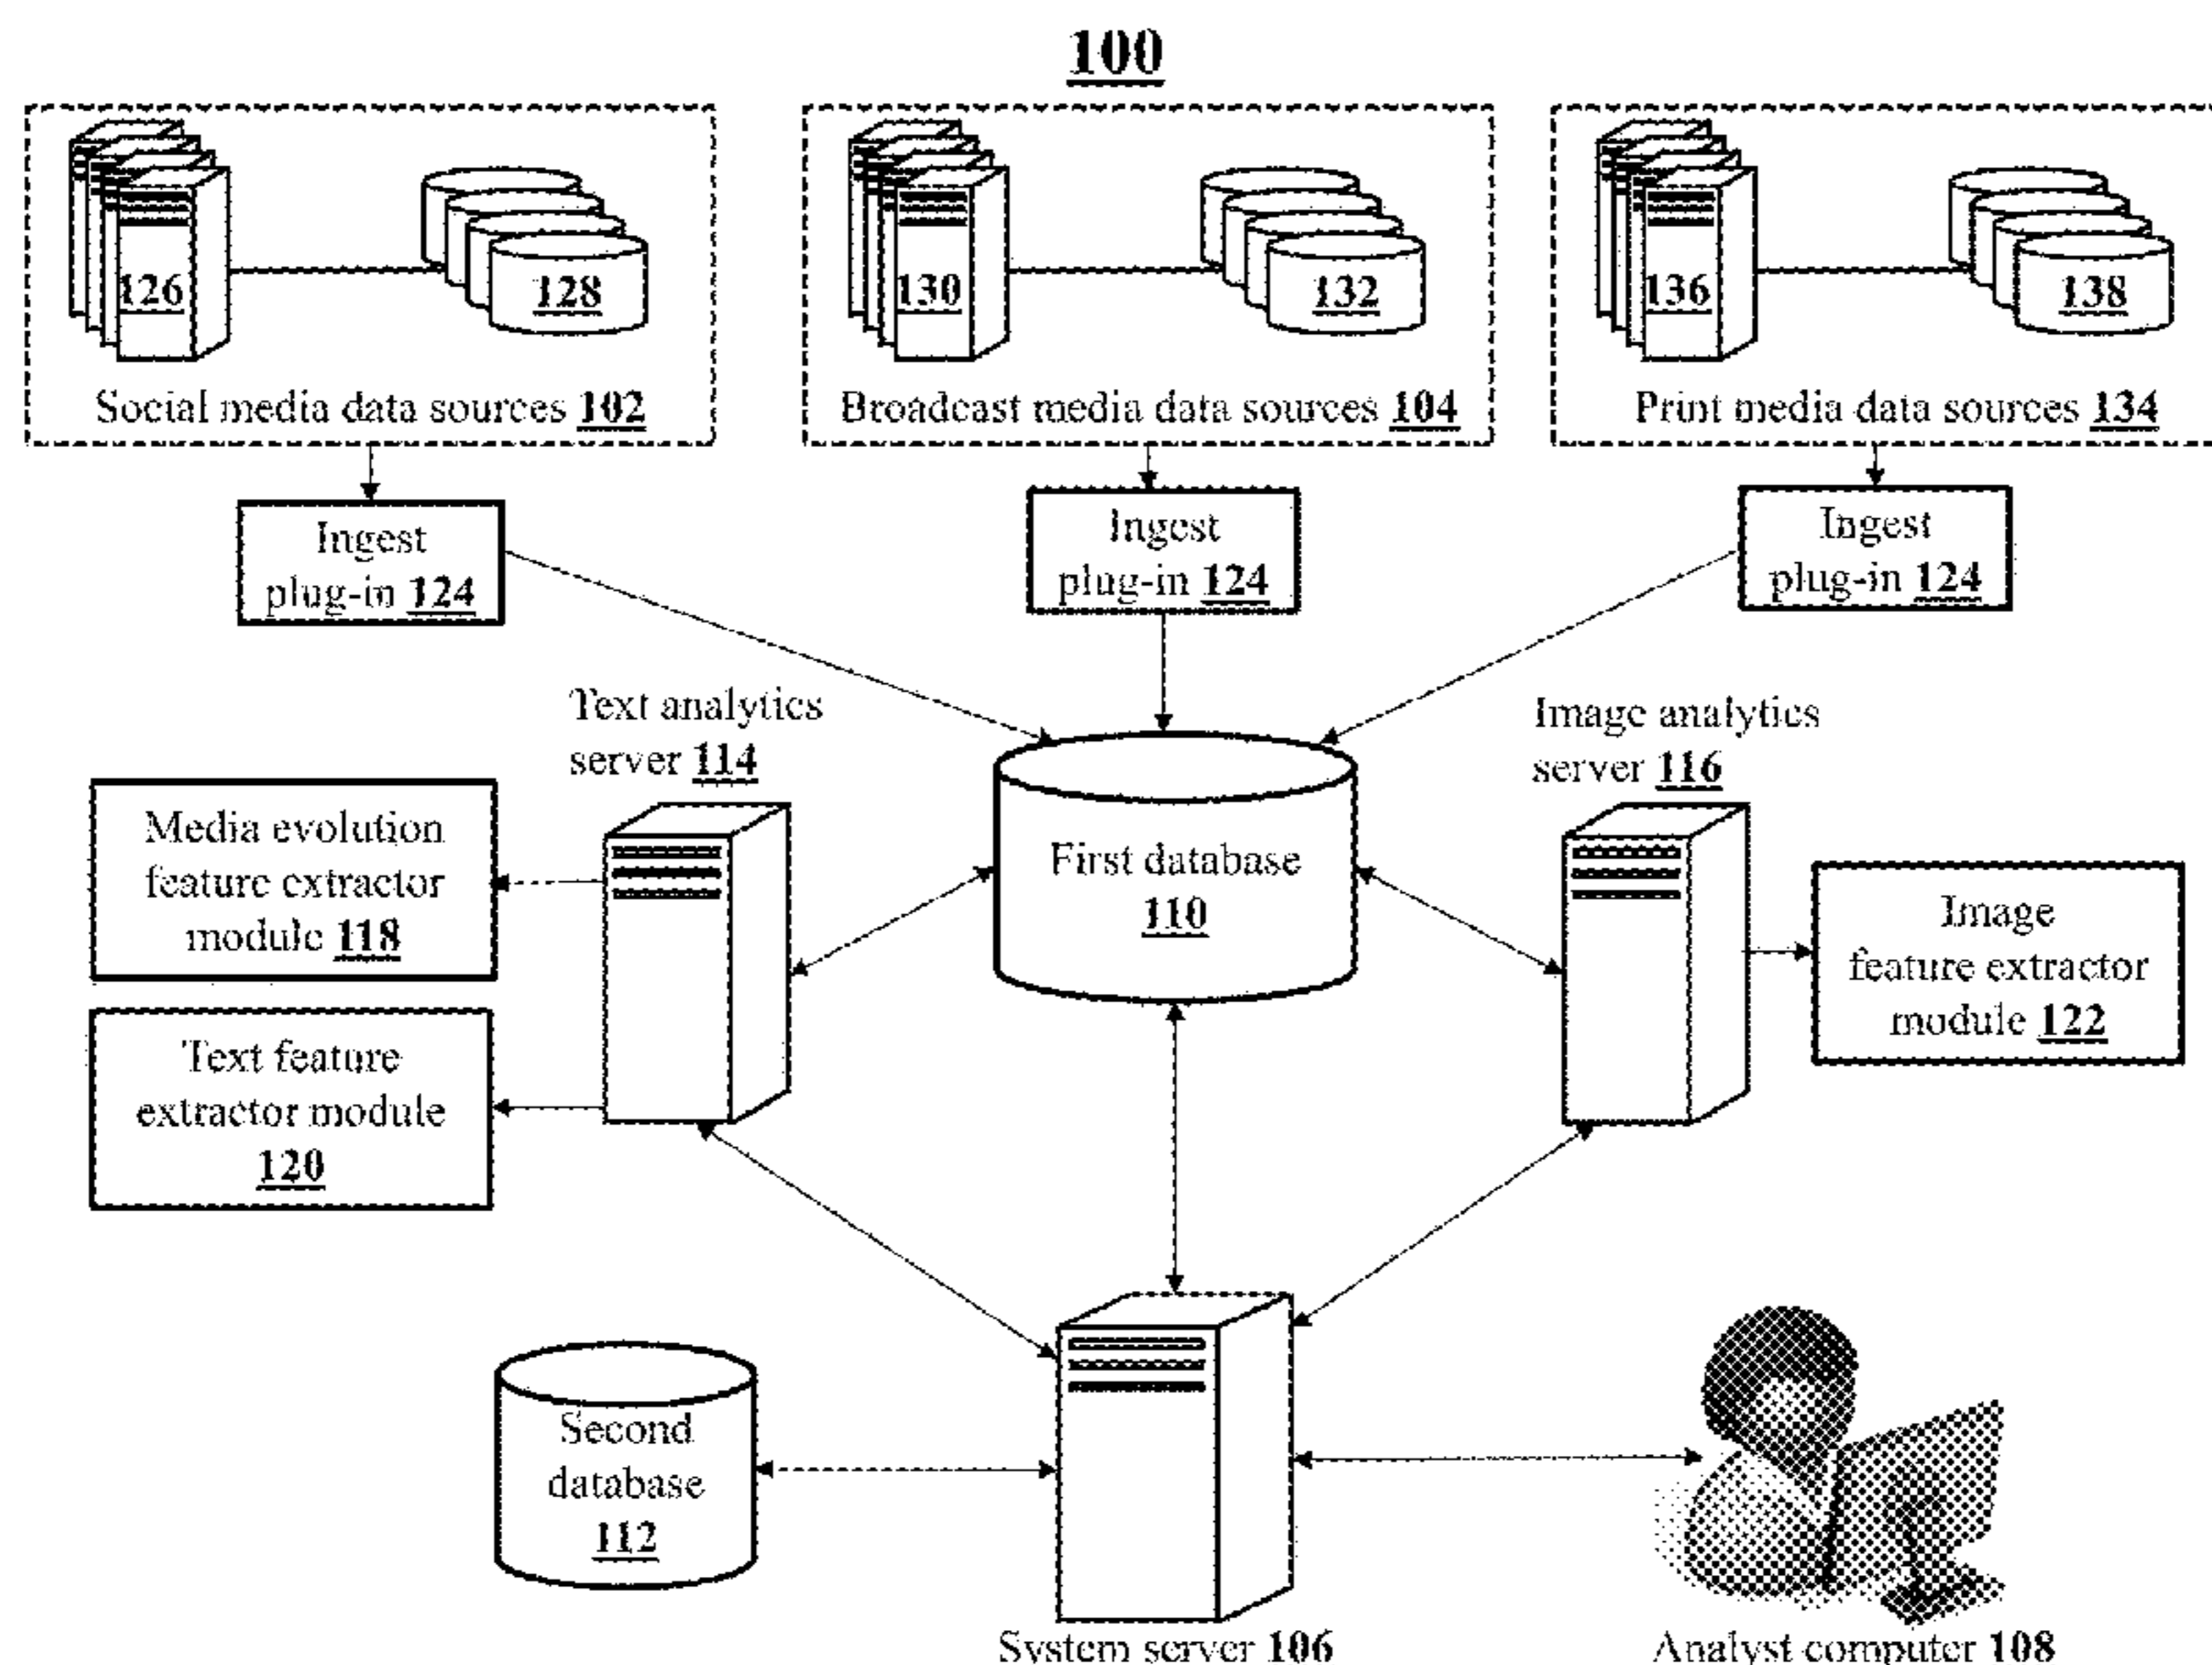 100
126
128
130
132
136
138
Social media data sources 102
Broadcast media data sources 104
Print media data sources 134
Ingest
plug-in 124
Ingest
plug-in 124
Ingest
plug-in 124
Text analytics
server 114
Image analytics
server 116
Media evolution
feature extractor
module 118
First database
110
Image
feature extractor
module 122
Text feature
extractor module
120
Second
database
112
System server 106
Analyst computer 108